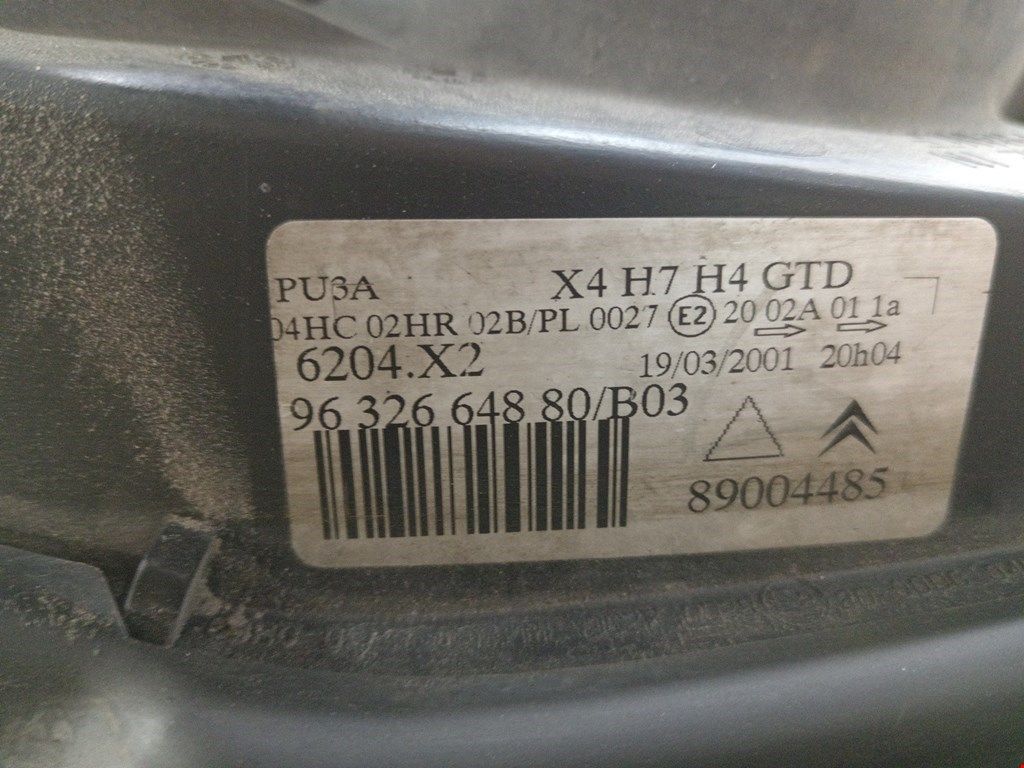 PU3A X4 H7 H4 GTD
04HC 02HR 02B/PL 0027 E2 20 02A 01 1a
6204.X2 19/03/2001 20h04
96 326 648 80/B03
89004485